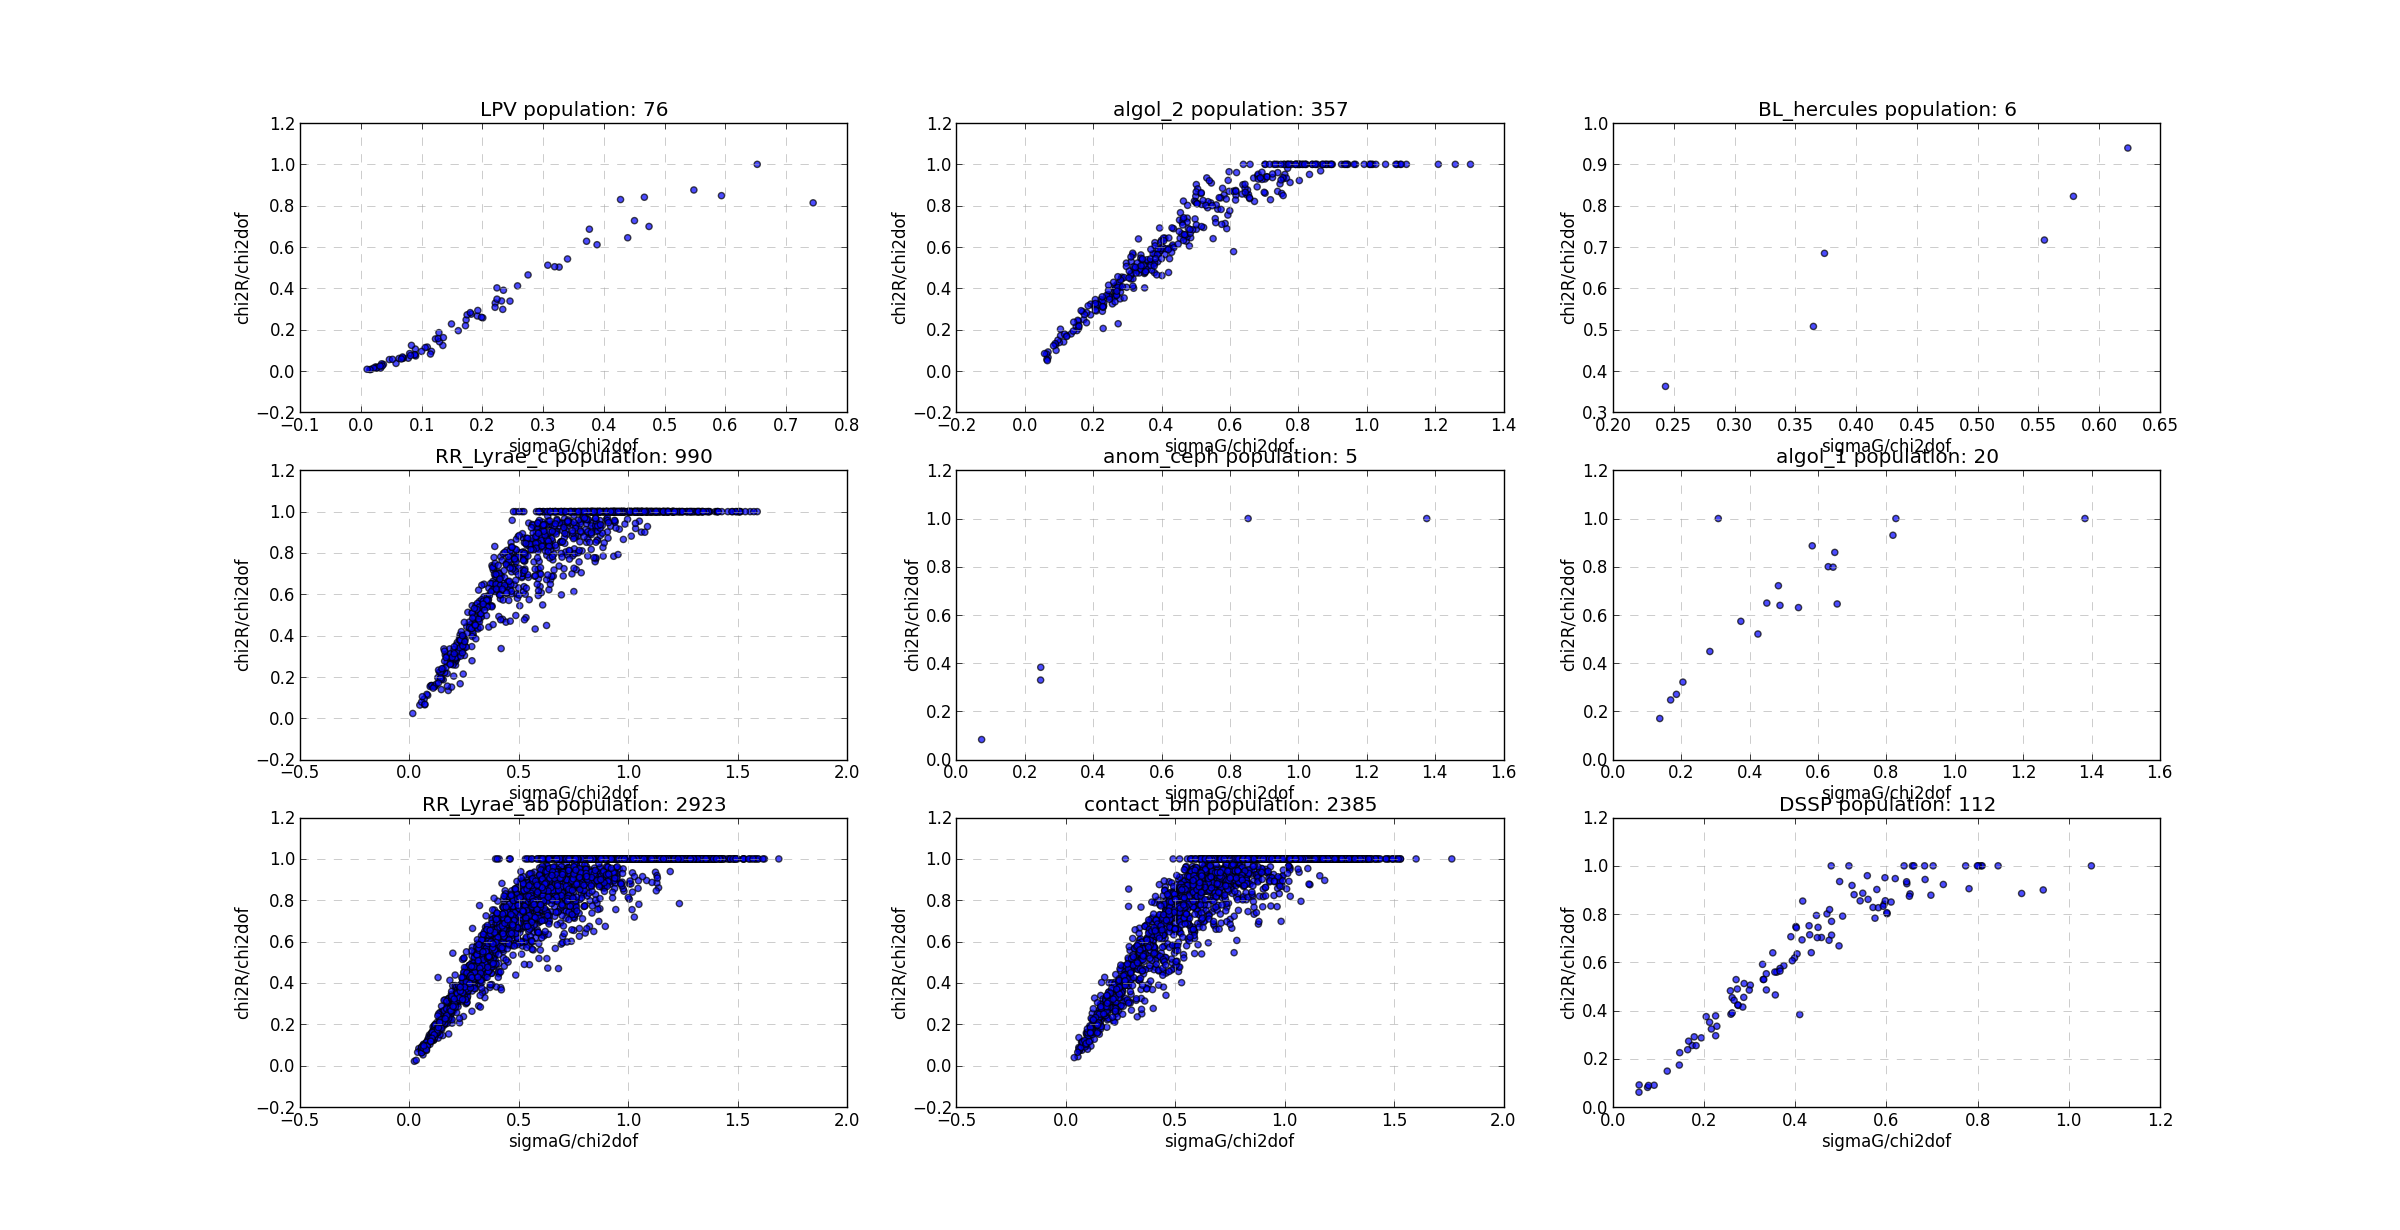 LPV population: 76
1.2
1.0
0.8
0.6
0.4
0.2
0.0
−0.2
chi2R/chi2dof
−0.1 0.0 0.1 0.2 0.3 0.4 0.5 0.6 0.7 0.8
sigmaG/chi2dof
algol_2 population: 357
1.2
1.0
0.8
0.6
0.4
0.2
0.0
−0.2
chi2R/chi2dof
−0.2 0.0 0.2 0.4 0.6 0.8 1.0 1.2 1.4
sigmaG/chi2dof
BL_hercules population: 6
1.0
0.9
0.8
0.7
0.6
0.5
0.4
0.3
chi2R/chi2dof
0.20 0.25 0.30 0.35 0.40 0.45 0.50 0.55 0.60 0.65
sigmaG/chi2dof
RR_Lyrae_c population: 990
1.2
1.0
0.8
0.6
0.4
0.2
0.0
−0.2
chi2R/chi2dof
−0.5 0.0 0.5 1.0 1.5 2.0
sigmaG/chi2dof
anom_ceph population: 5
1.2
1.0
0.8
0.6
0.4
0.2
0.0
chi2R/chi2dof
0.0 0.2 0.4 0.6 0.8 1.0 1.2 1.4 1.6
sigmaG/chi2dof
algol_1 population: 20
1.2
1.0
0.8
0.6
0.4
0.2
0.0
chi2R/chi2dof
0.0 0.2 0.4 0.6 0.8 1.0 1.2 1.4 1.6
sigmaG/chi2dof
RR_Lyrae_ab population: 2923
1.2
1.0
0.8
0.6
0.4
0.2
0.0
−0.2
chi2R/chi2dof
−0.5 0.0 0.5 1.0 1.5 2.0
sigmaG/chi2dof
contact_bin population: 2385
1.2
1.0
0.8
0.6
0.4
0.2
0.0
−0.2
chi2R/chi2dof
−0.5 0.0 0.5 1.0 1.5 2.0
sigmaG/chi2dof
DSSP population: 112
1.2
1.0
0.8
0.6
0.4
0.2
0.0
chi2R/chi2dof
0.0 0.2 0.4 0.6 0.8 1.0 1.2
sigmaG/chi2dof